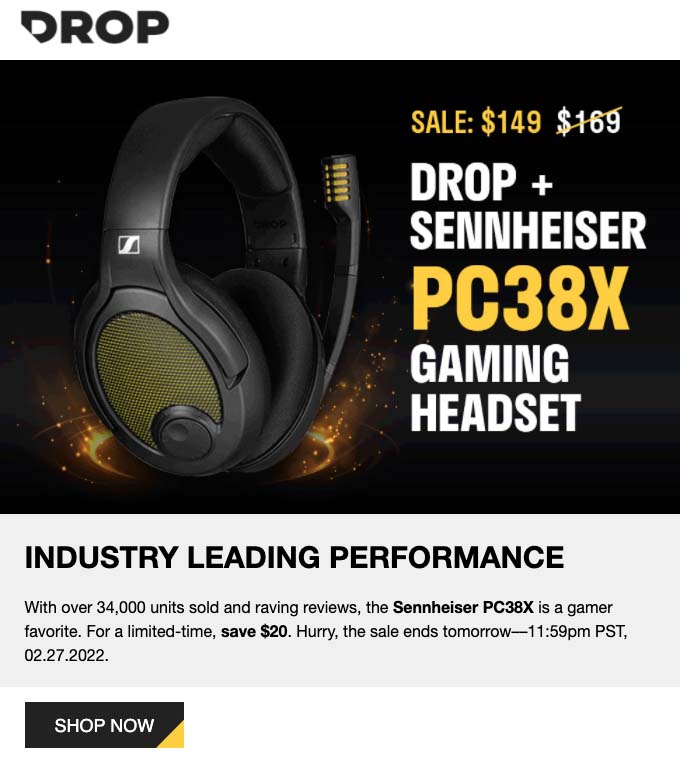 DROP
SALE: $149 $169
DROP +
SENNHEISER
PC38X
GAMING
HEADSET
DROP
INDUSTRY LEADING PERFORMANCE
With over 34,000 units sold and raving reviews, the Sennheiser PC38X is a gamer
favorite. For a limited-time, save $20. Hurry, the sale ends tomorrow—11:59pm PST,
02.27.2022.
SHOP NOW